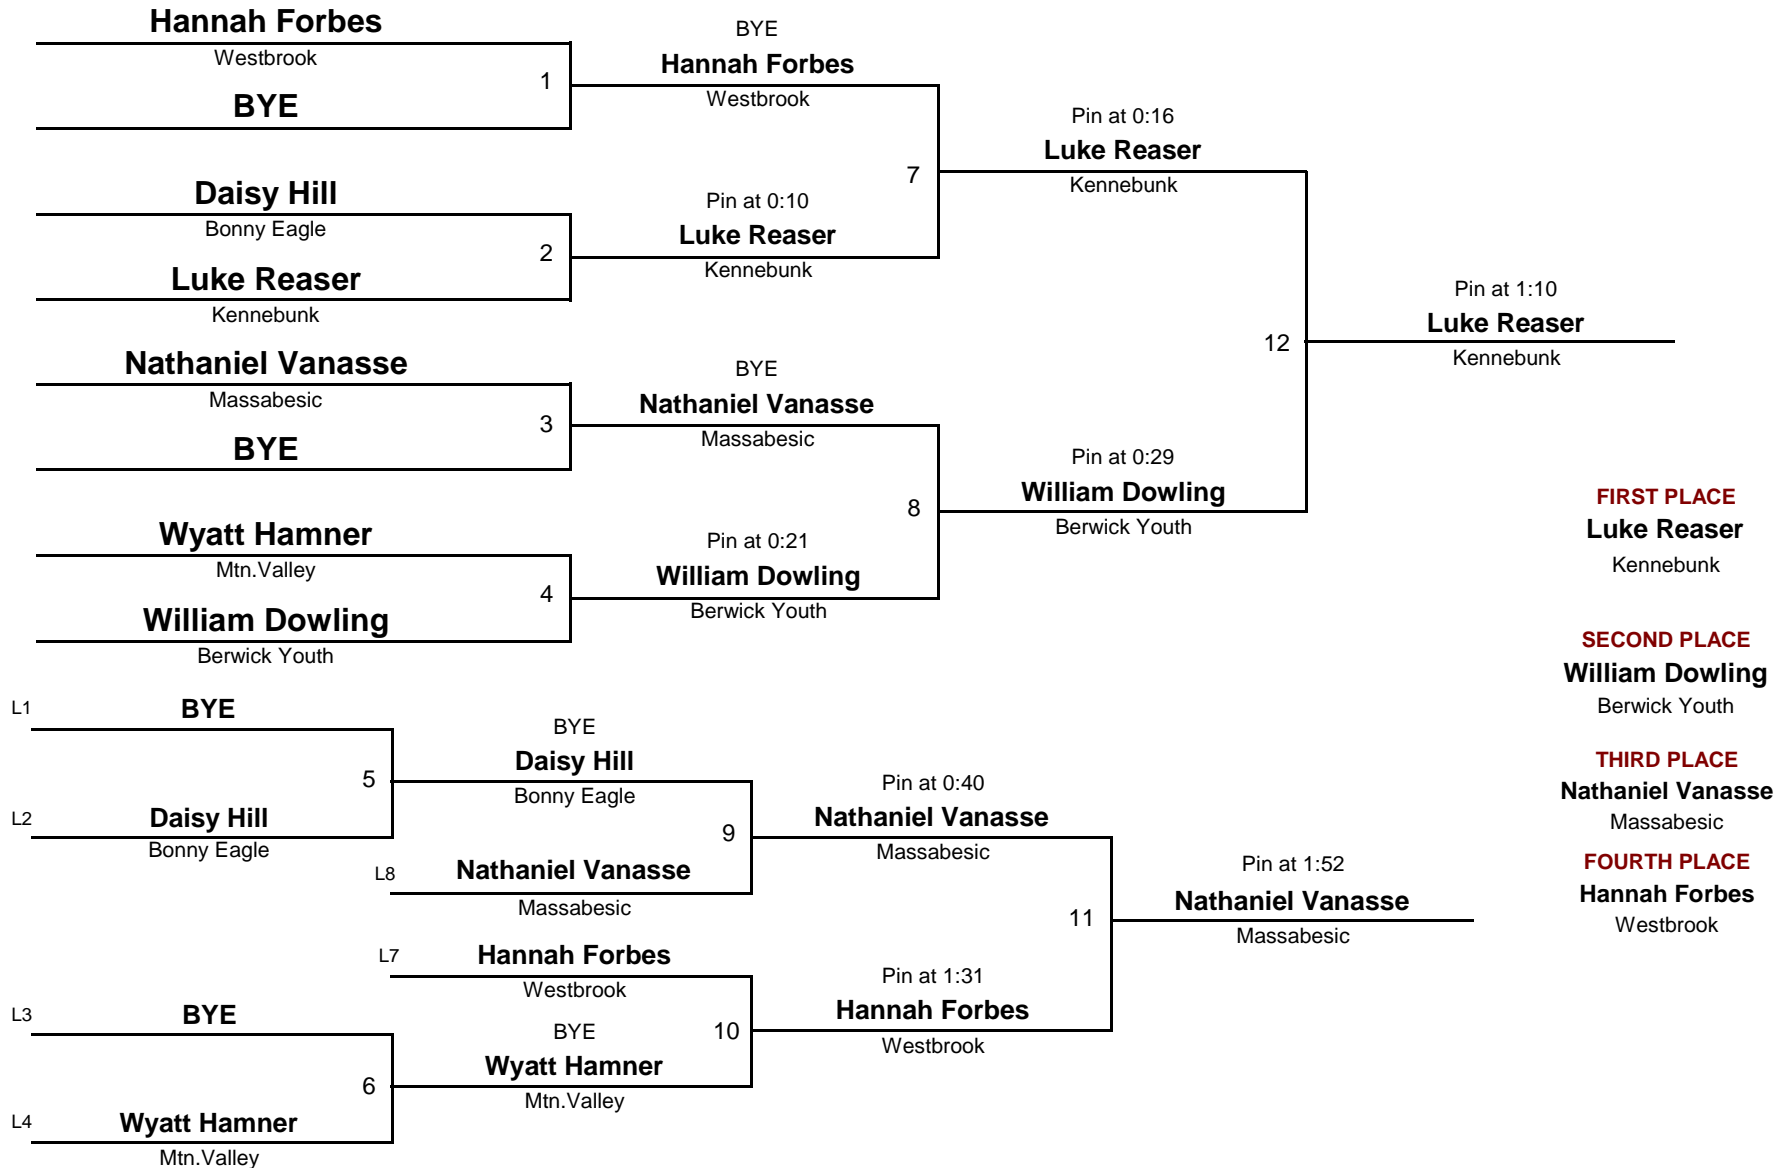 Hannah Forbes
Westbrook
1
BYE
BYE
Hannah Forbes
Westbrook
Daisy Hill
Bonny Eagle
2
Luke Reaser
Kennebunk
Pin at 0:10
Luke Reaser
Kennebunk
7
Pin at 0:16
Luke Reaser
Kennebunk
Nathaniel Vanasse
Massabesic
3
BYE
BYE
Nathaniel Vanasse
Massabesic
Wyatt Hamner
Mtn.Valley
4
William Dowling
Berwick Youth
Pin at 0:21
William Dowling
Berwick Youth
8
Pin at 0:29
William Dowling
Berwick Youth
12
Pin at 1:10
Luke Reaser
Kennebunk
L1
BYE
5
L2
Daisy Hill
Bonny Eagle
BYE
Daisy Hill
Bonny Eagle
9
L8
Nathaniel Vanasse
Massabesic
Pin at 0:40
Nathaniel Vanasse
Massabesic
L7
Hannah Forbes
Westbrook
10
L3
BYE
6
L4
Wyatt Hamner
Mtn.Valley
BYE
Wyatt Hamner
Mtn.Valley
Pin at 1:31
Hannah Forbes
Westbrook
11
Pin at 1:52
Nathaniel Vanasse
Massabesic
FIRST PLACE
Luke Reaser
Kennebunk
SECOND PLACE
William Dowling
Berwick Youth
THIRD PLACE
Nathaniel Vanasse
Massabesic
FOURTH PLACE
Hannah Forbes
Westbrook